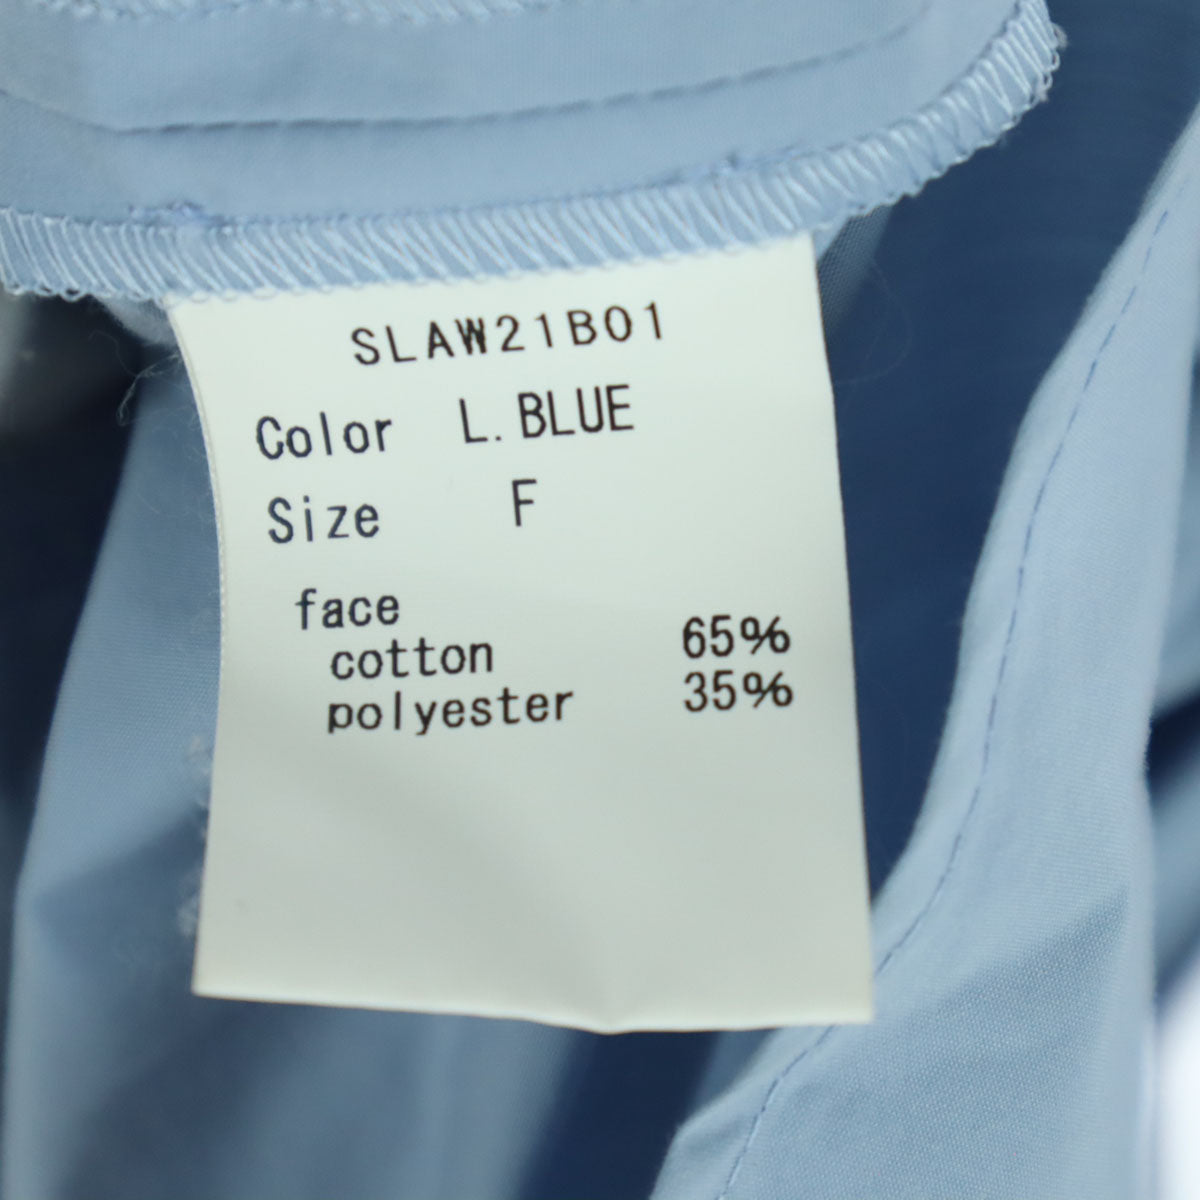 SLAW21B01
Color L.BLUE
Size F
face
cotton 65%
polyester 35%